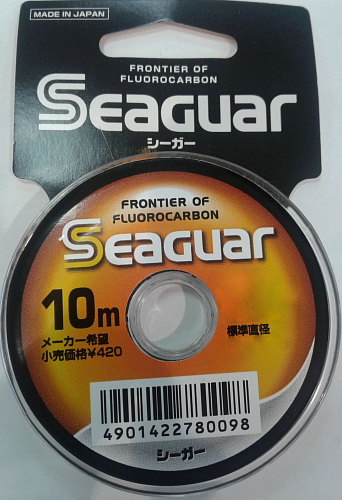 MADE IN JAPAN
FRONTIER OF
FLUOROCARBON
SEAGUAR
シーガー
FRONTIER OF
FLUOROCARBON
SEAGUAR
10m
メーカー希望
小売価格¥420
標準直径
4901422780098
シーガー